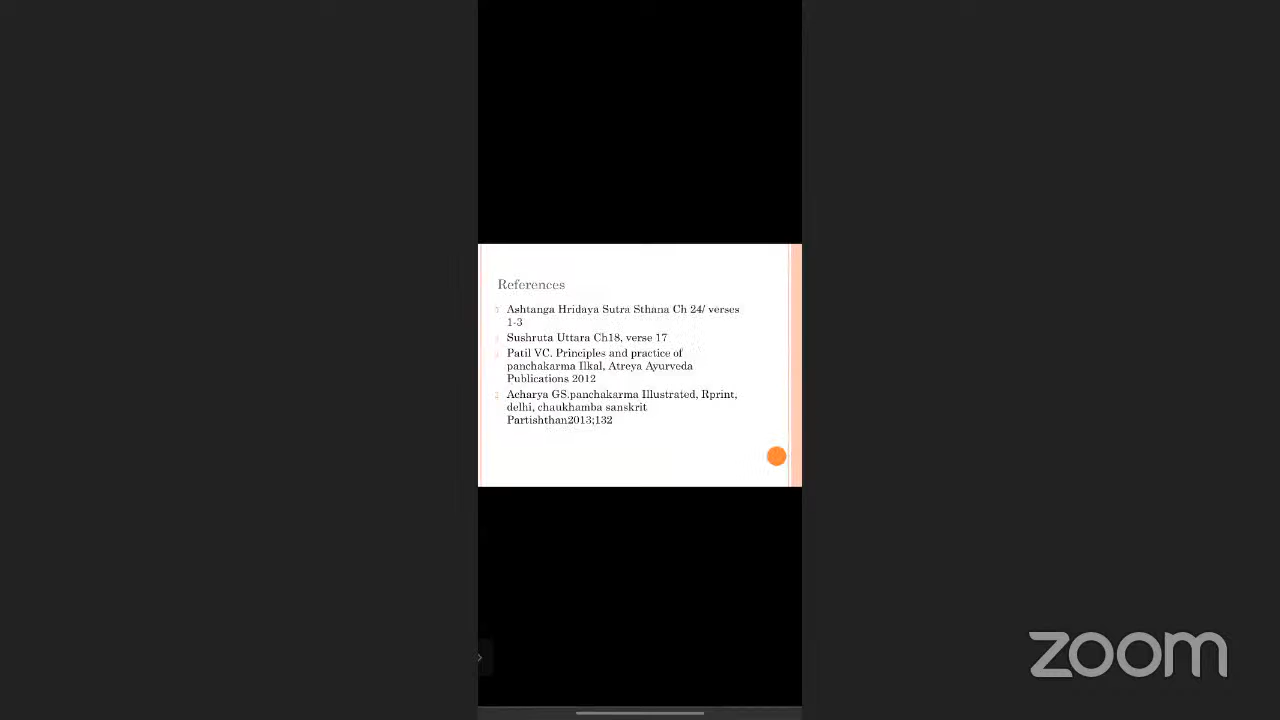 References
Ashtanga Hridaya Sutra Sthana Ch 24/ verses
1-3
Sushruta Uttara Ch18, verse 17
Patil VC. Principles and practice of
panchakarma Ilkal, Atreya Ayurveda
Publications 2012
Acharya GS.panchakarma Illustrated, Rprint,
delhi, chaukhamba sanskrit
Partishthan2013;132
zoom